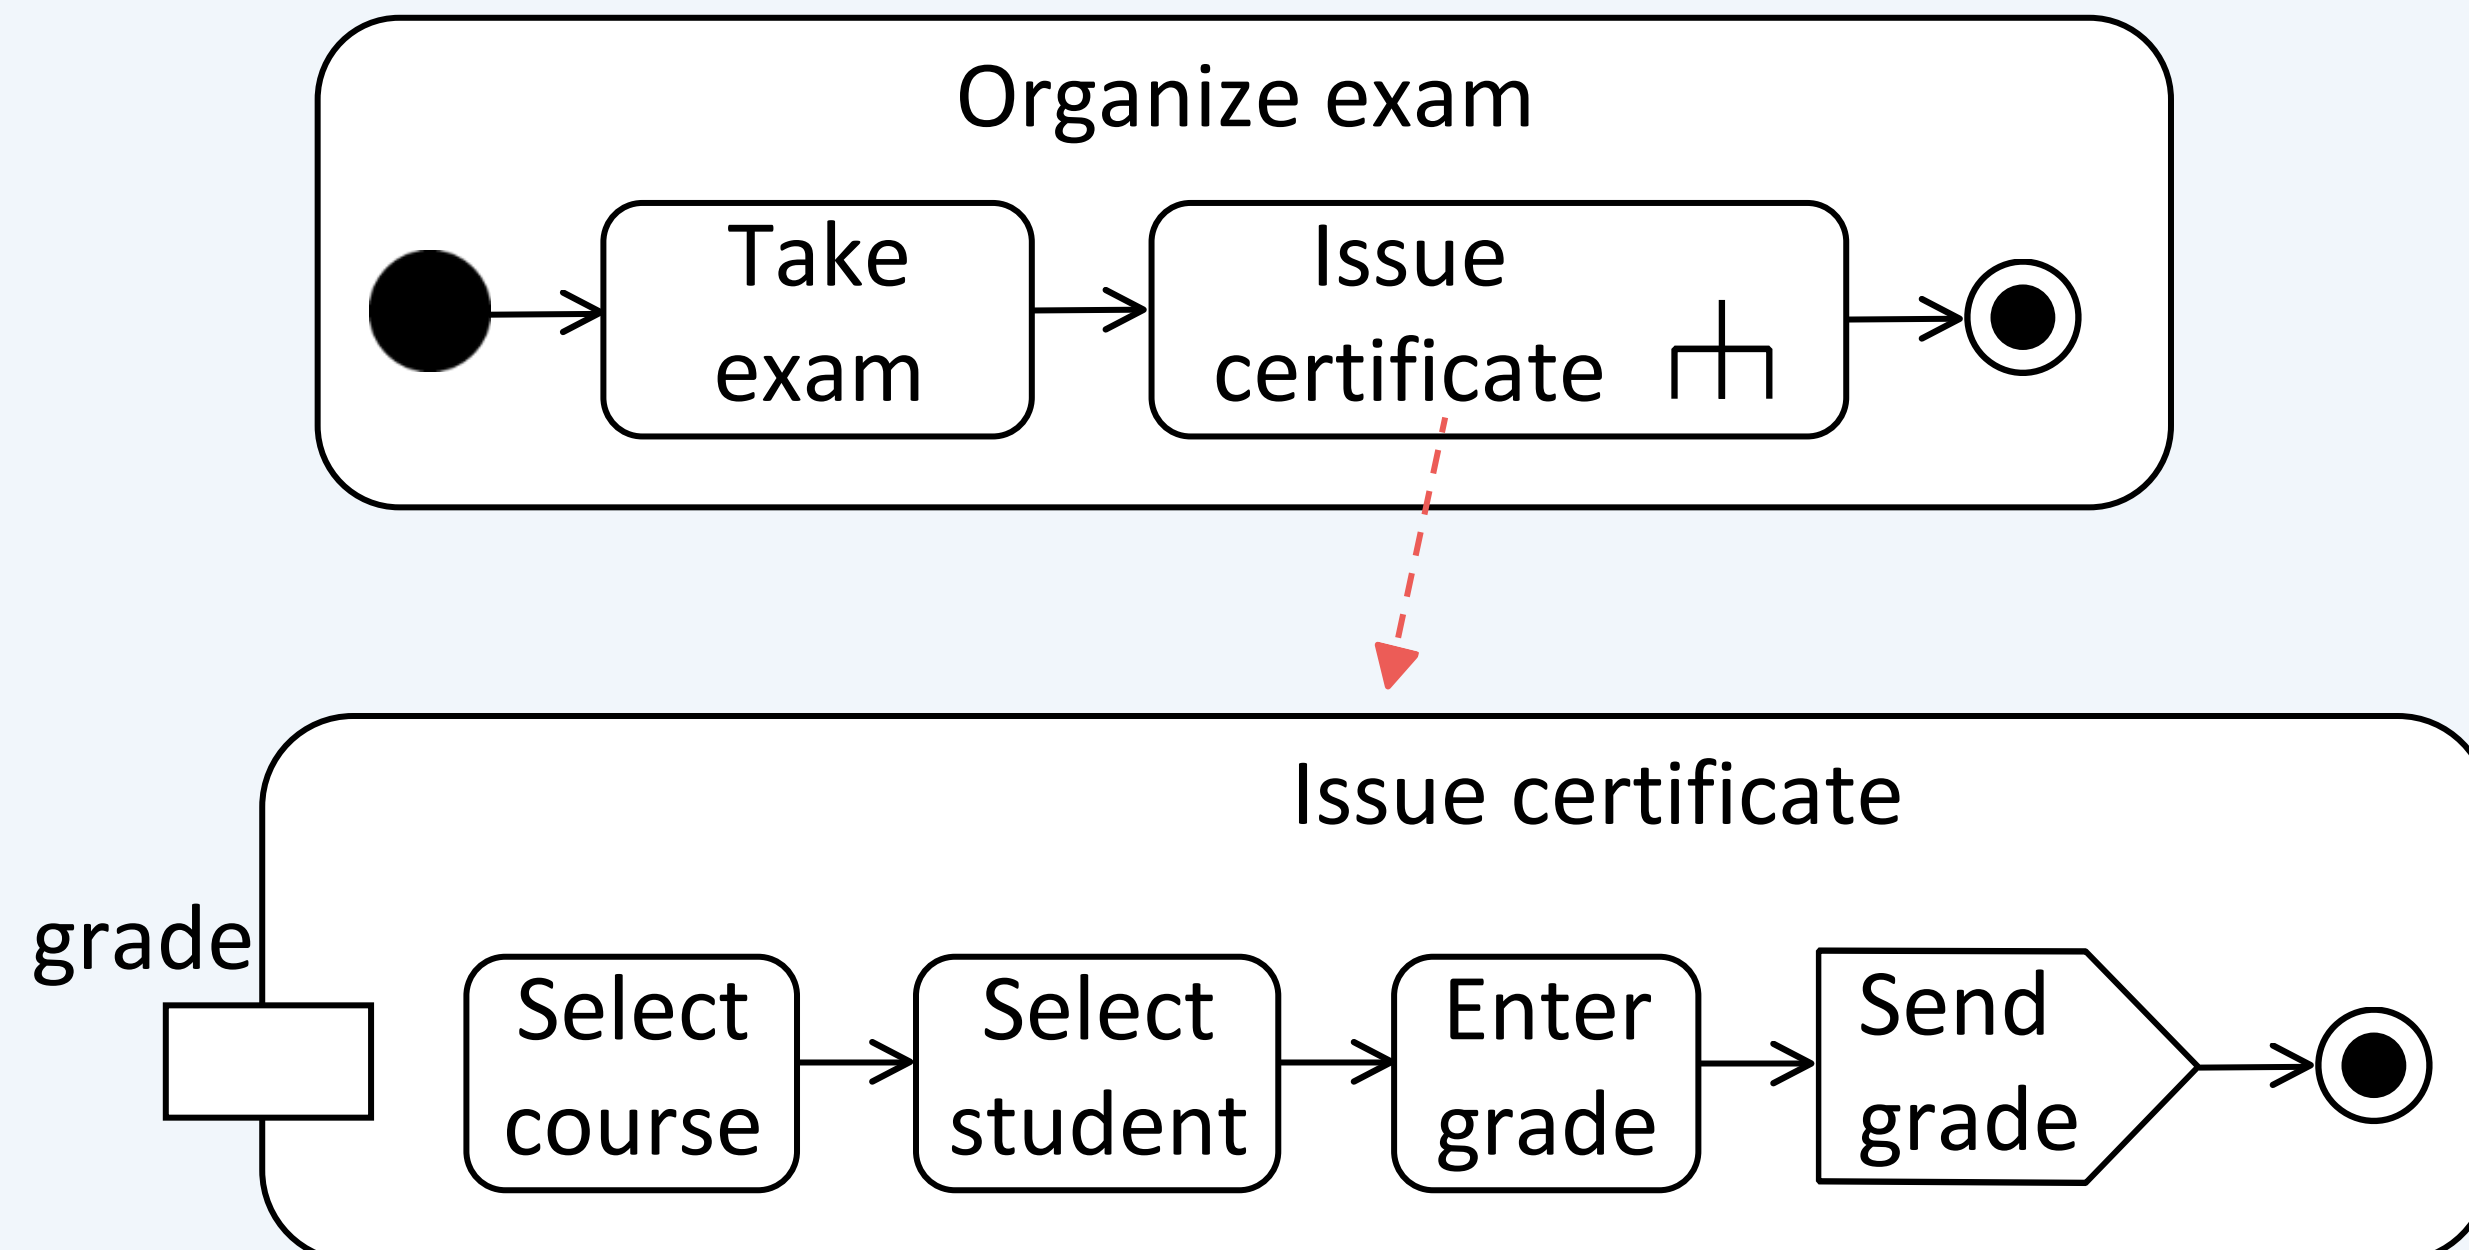 Organize exam
Take
exam
Issue
certificate
Issue certificate
grade
Select
course
Select
student
Enter
grade
Send
grade